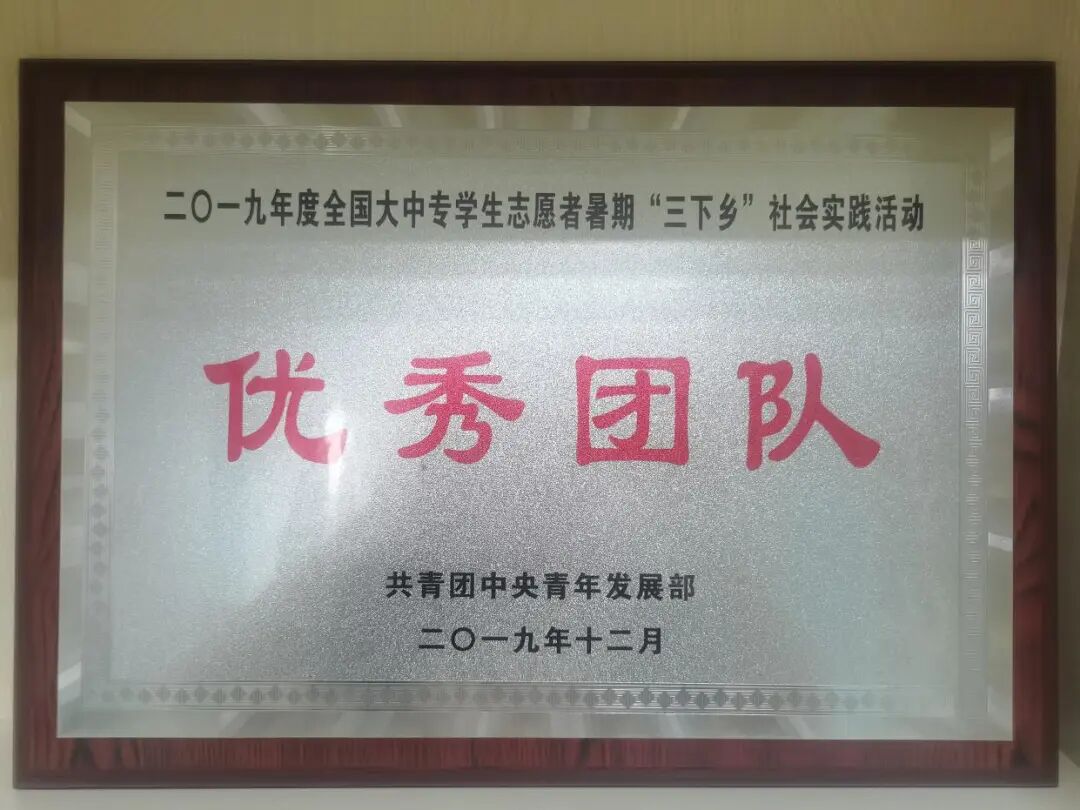 二〇一九年度全国大中专学生志愿者暑期“三下乡”社会实践活动
优秀团队
共青团中央青年发展部
二〇一九年十二月